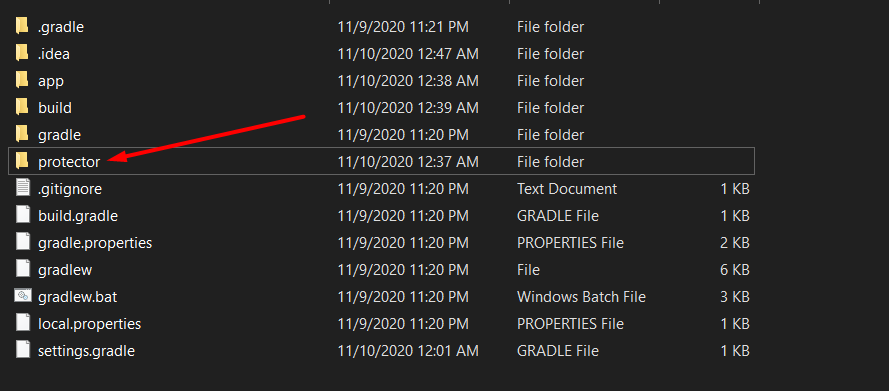 .gradle 11/9/2020 11:21 PM File folder
.idea 11/10/2020 12:47 AM File folder
app 11/10/2020 12:38 AM File folder
build 11/10/2020 12:39 AM File folder
gradle 11/9/2020 11:20 PM File folder
protector 11/10/2020 12:37 AM File folder
.gitignore 11/9/2020 11:20 PM Text Document 1 KB
build.gradle 11/9/2020 11:20 PM GRADLE File 1 KB
gradle.properties 11/9/2020 11:20 PM PROPERTIES File 2 KB
gradlew 11/9/2020 11:20 PM File 6 KB
gradlew.bat 11/9/2020 11:20 PM Windows Batch File 3 KB
local.properties 11/9/2020 11:20 PM PROPERTIES File 1 KB
settings.gradle 11/10/2020 12:01 AM GRADLE File 1 KB